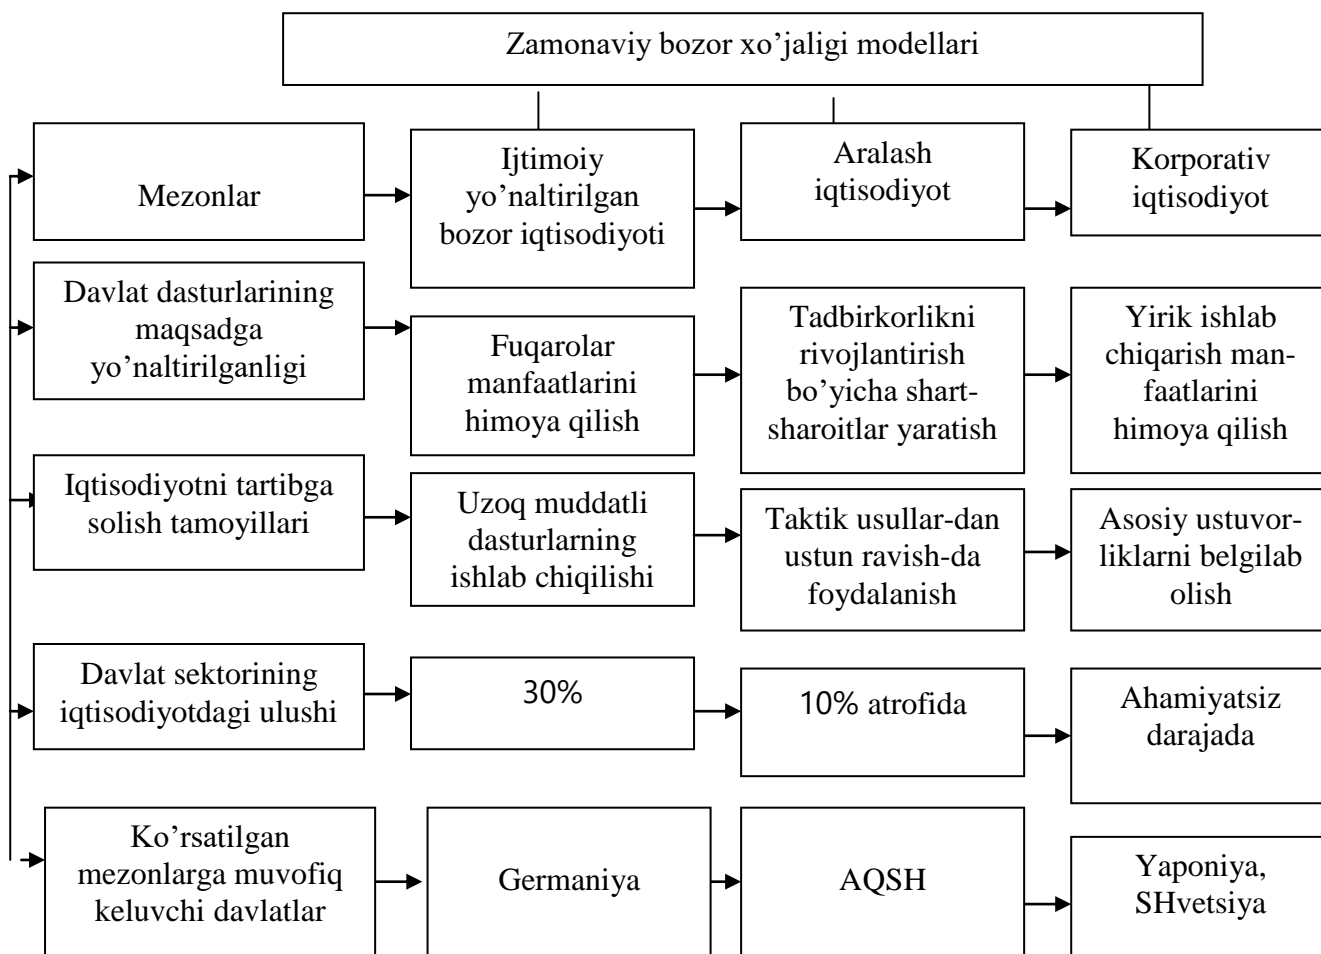 Zamonaviy bozor xo’jaligi modellari
Mezonlar
Ijtimoiy
yo’naltirilgan
bozor iqtisodiyoti
Aralash
iqtisodiyot
Korporativ
iqtisodiyot
Davlat dasturlarining
maqsadga
yo’naltirilganligi
Fuqarolar
manfaatlarini
himoya qilish
Tadbirkorlikni
rivojlantirish
bo’yicha shart-
sharoitlar yaratish
Yirik ishlab
chiqarish man-
faatlarini
himoya qilish
Iqtisodiyotni tartibga
solish tamoyillari
Uzoq muddatli
dasturlarning
ishlab chiqilishi
Taktik usullar-dan
ustun ravish-da
foydalanish
Asosiy ustuvor-
liklarni belgilab
olish
Davlat sektorining
iqtisodiyotdagi ulushi
30%
10% atrofida
Ahamiyatsiz
darajada
Ko’rsatilgan
mezonlarga muvofiq
keluvchi davlatlar
Germaniya
AQSH
Yaponiya,
SHvetsiya